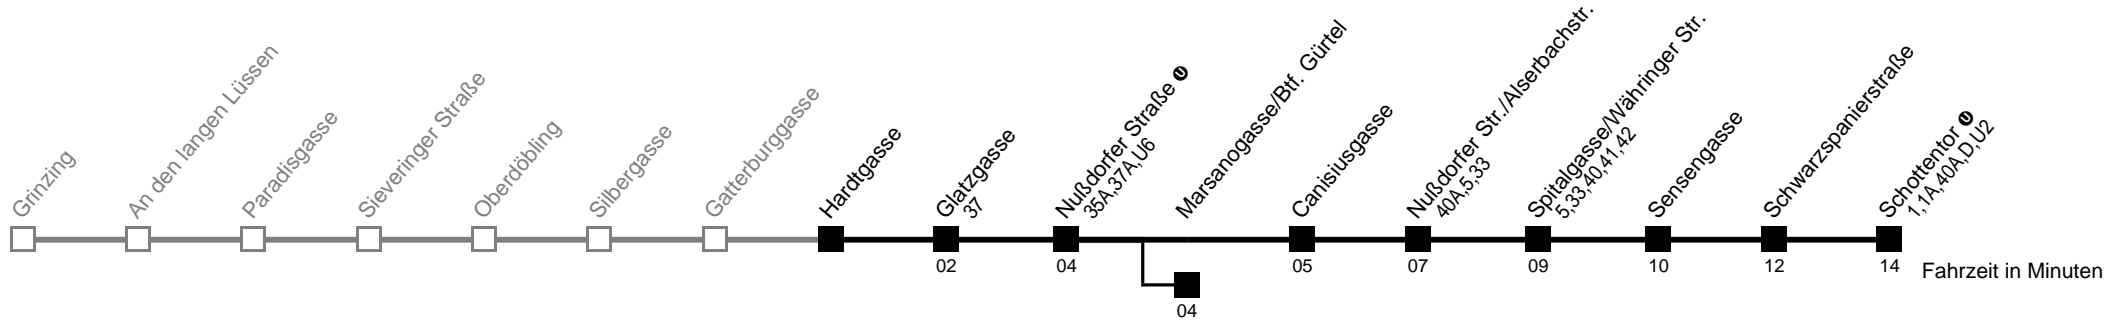 Grinzing
An den langen Lüssen
Paradisgasse
Sieveringer Straße
Oberdöbling
Silbergasse
Gatterburggasse
Hardtgasse
Glatzgasse
37
Nußdorfer Straße U
35A,37A,U6
Marsanogasse/Btf. Gürtel
Canisiusgasse
Nußdorfer Str./Alserbachstr.
40A,5,33
Spitalgasse/Währinger Str.
5,33,40,41,42
Sensengasse
Schwarzspanierstraße
Schottentor U
1,1A,40A,D,U2
02
04
05
07
09
10
12
14
Fahrzeit in Minuten
04